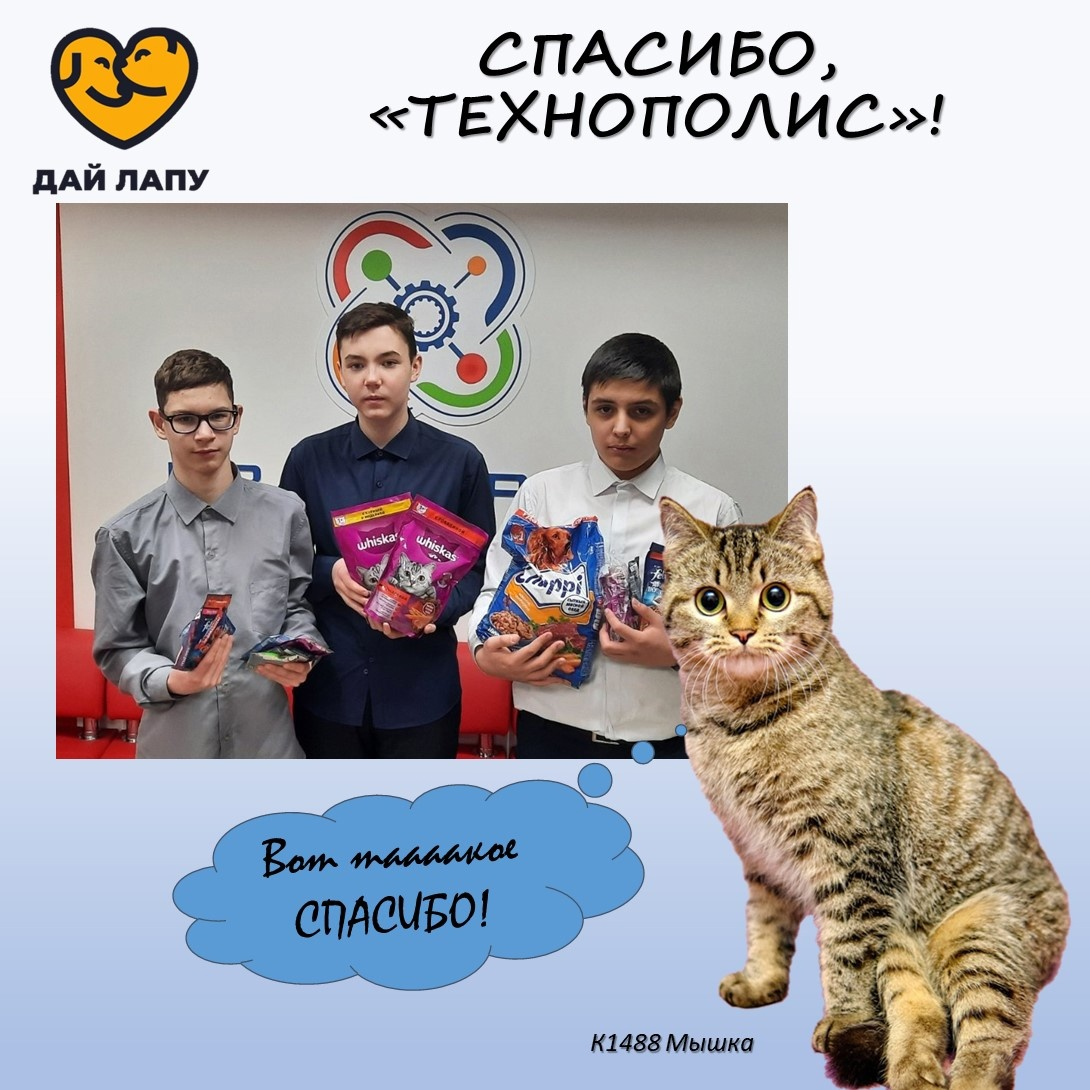 СПАСИБО,
«ТЕХНОПОЛИС»!
ДАЙ ЛАПУ
whiskas
whiskas
Chappi
Вот таааакое
СПАСИБО!
К1488 Мышка